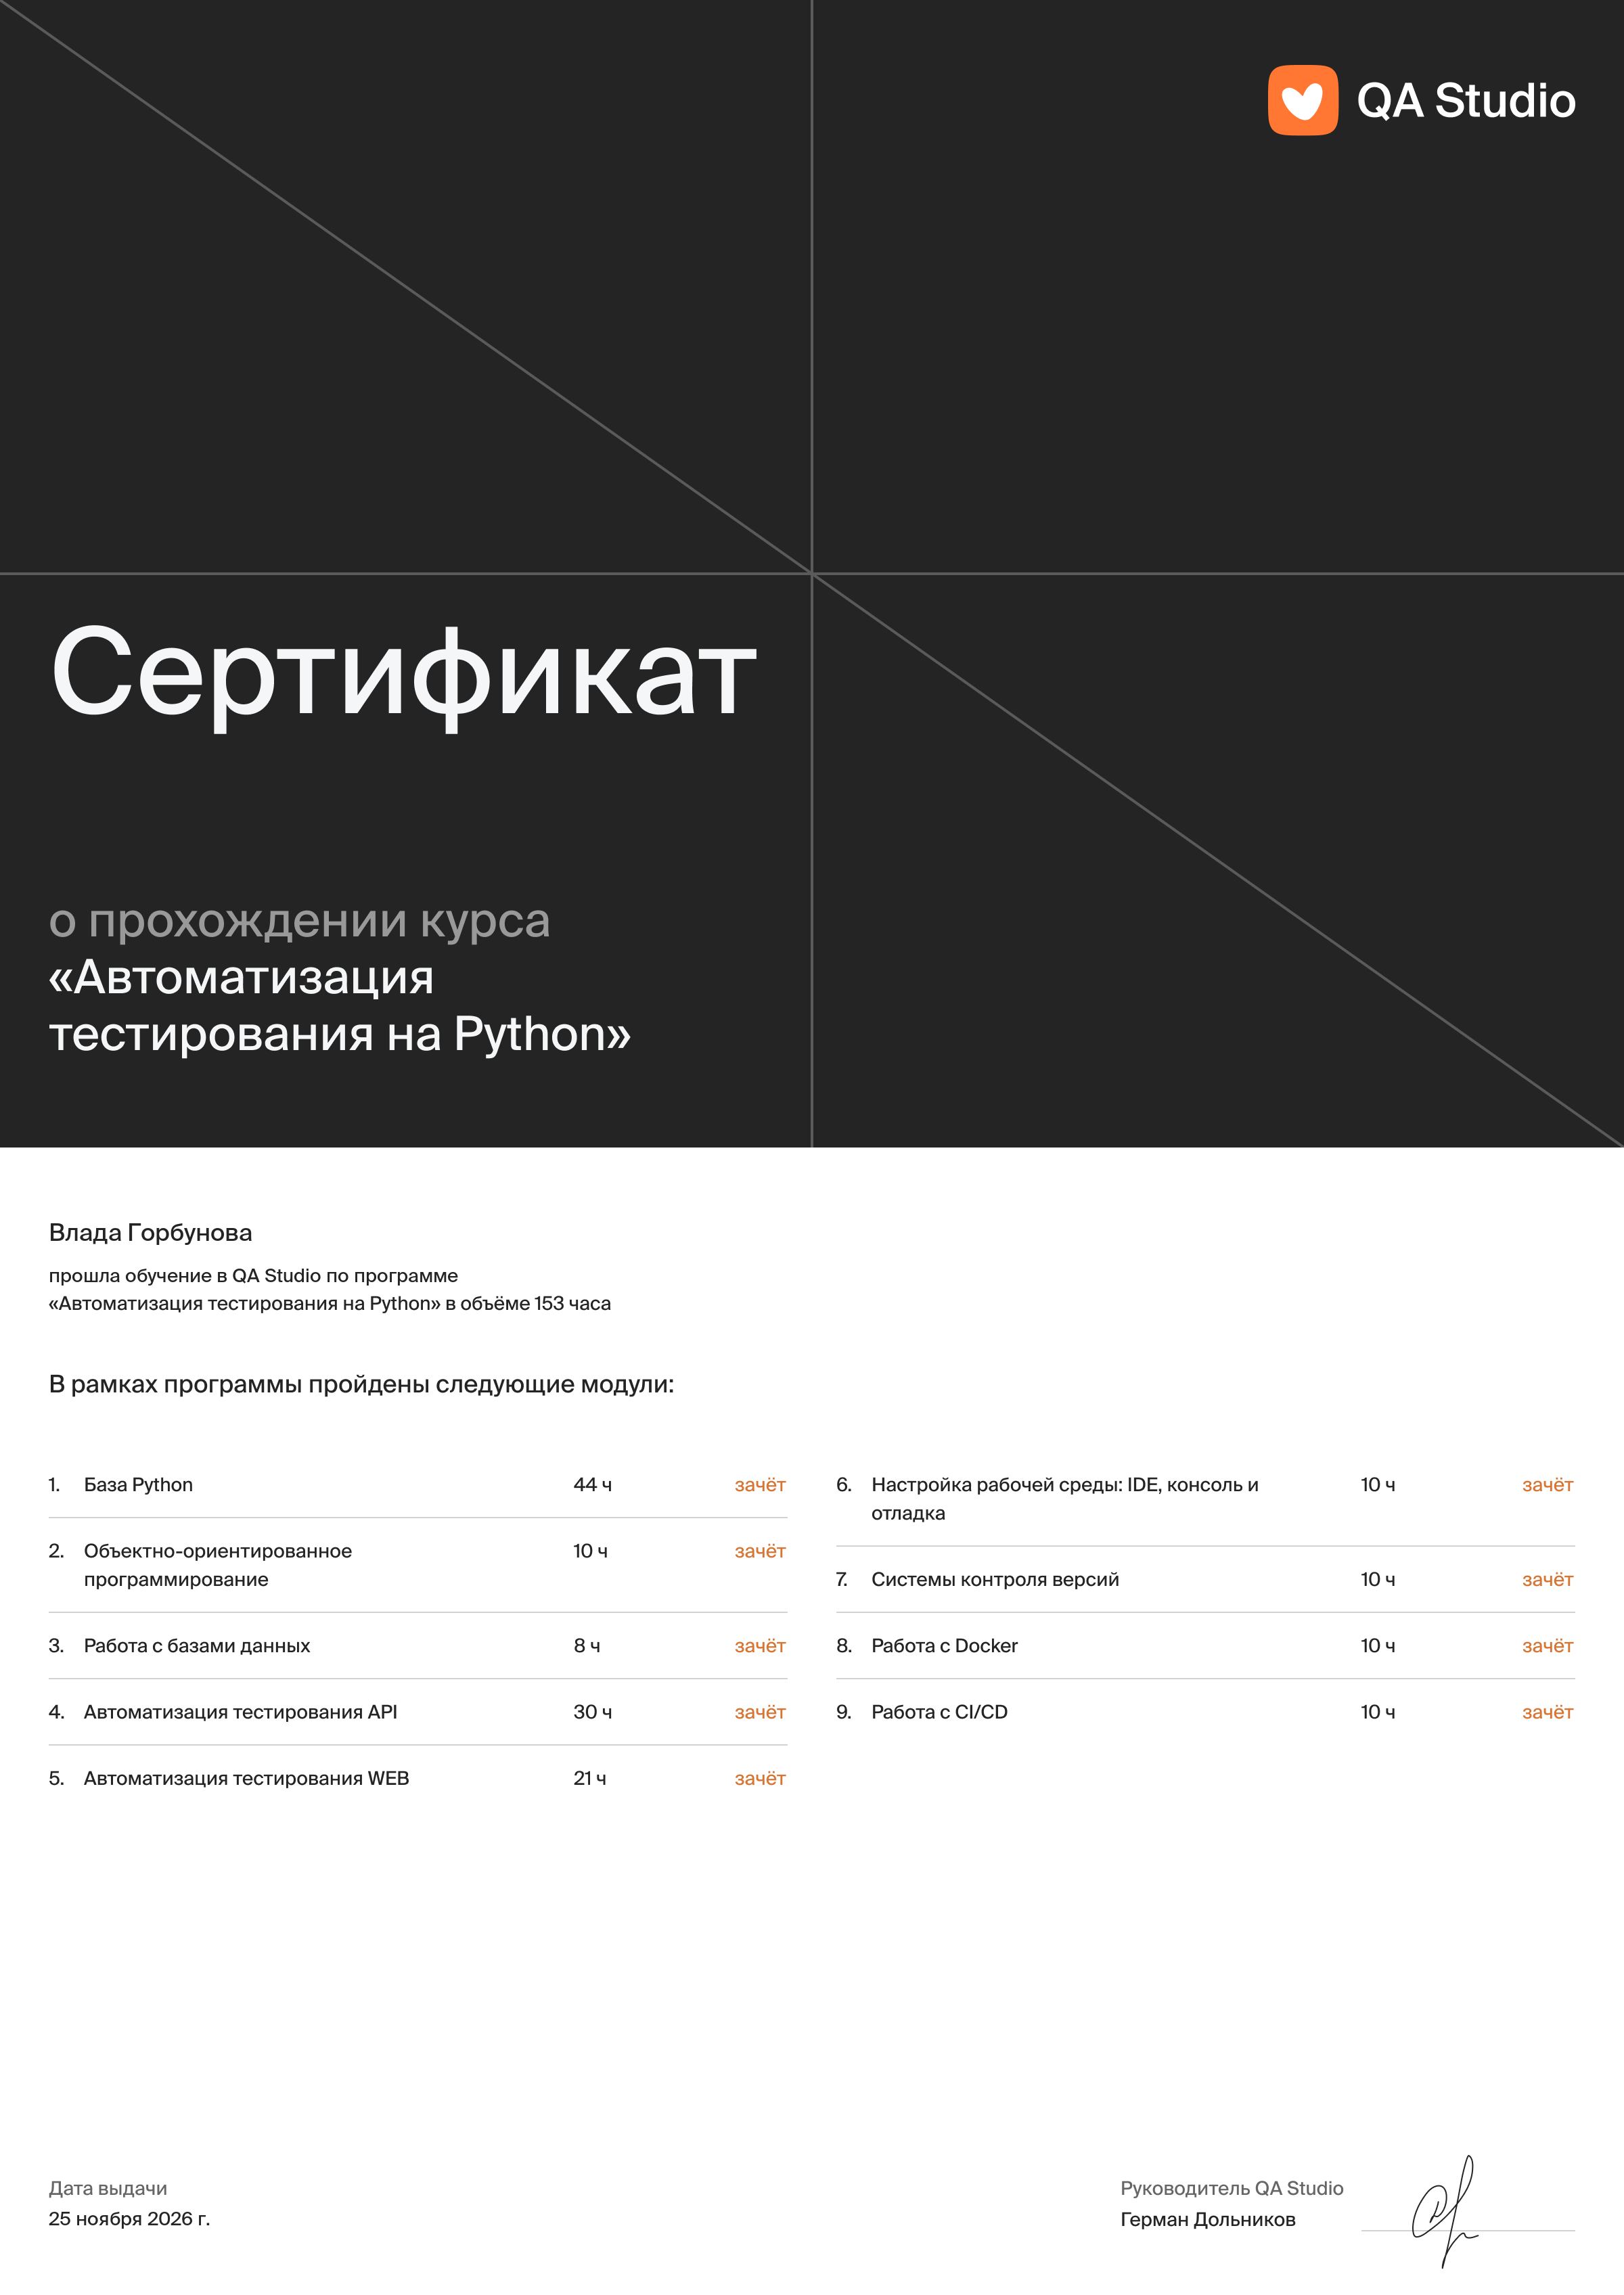 QA Studio
Сертификат
о прохождении курса
«Автоматизация
тестирования на Python»
Влада Горбунова
прошла обучение в QA Studio по программе
«Автоматизация тестирования на Python» в объёме 153 часа
В рамках программы пройдены следующие модули:
1. База Python 44 ч зачёт
2. Объектно-ориентированное 10 ч зачёт
программирование
3. Работа с базами данных 8 ч зачёт
4. Автоматизация тестирования API 30 ч зачёт
5. Автоматизация тестирования WEB 21 ч зачёт
6. Настройка рабочей среды: IDE, консоль и 10 ч зачёт
отладка
7. Системы контроля версий 10 ч зачёт
8. Работа с Docker 10 ч зачёт
9. Работа с CI/CD 10 ч зачёт
Дата выдачи
25 ноября 2026 г.
Руководитель QA Studio
Герман Дольников